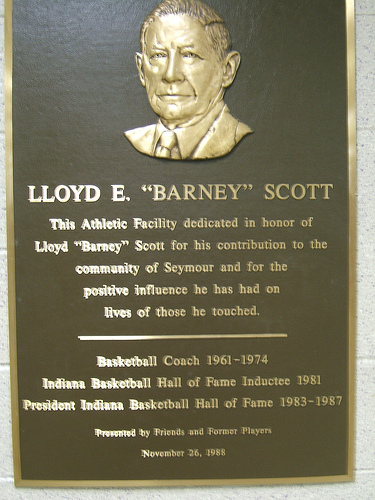 LLOYD E. “BARNEY” SCOTT
This Athletic Facility dedicated in honor of
Lloyd "Barney" Scott for his contribution to the
community of Seymour and for the
positive influence he has had on
lives of those he touched.
Basketball Coach 1961-1974
Indiana Basketball Hall of Fame Inductee 1981
President Indiana Basketball Hall of Fame 1983-1987
Presented by Friends and Former Players
November 26, 1988